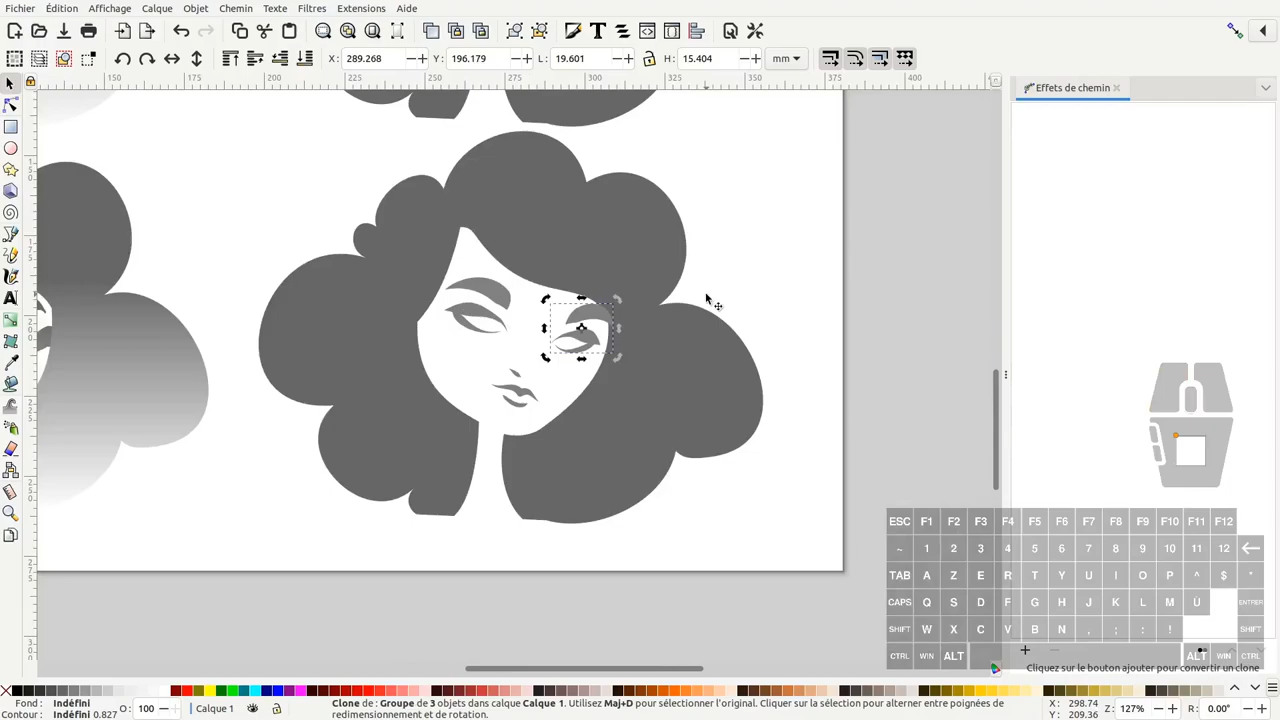 Fichier Édition Affichage Calque Objet Chemin Texte Filtres Extensions Aide
X: 289.268 Y: 196.179 L: 19.601 H: 15.404 mm
150 200 225 250 275 300 325 350 375 400
Effets de chemin
ESC F1 F2 F3 F4 F5 F6 F7 F8 F9 F10 F11 F12
~ 1 2 3 4 5 6 7 8 9 10 11 12
TAB A Z E R T Y U I O P ^ $ *
CAPS Q S D F G H J K L M Ü ENTRER
SHIFT W X C V B N , ; : ! SHIFT
CTRL WIN ALT ALT WIN CTRL
Cliquez sur le bouton ajouter pour convertir un clone
Fond : Indéfini
Contour : Indéfini 0.827
O: 100
Calque 1
Clone de : Groupe de 3 objets dans calque Calque 1. Utilisez Maj+D pour sélectionner l'original. Cliquer sur la sélection pour alterner entre poignées de
redimensionnement et de rotation.
X: 298.74
Y: 209.36
Z: 127% R: 0.00°